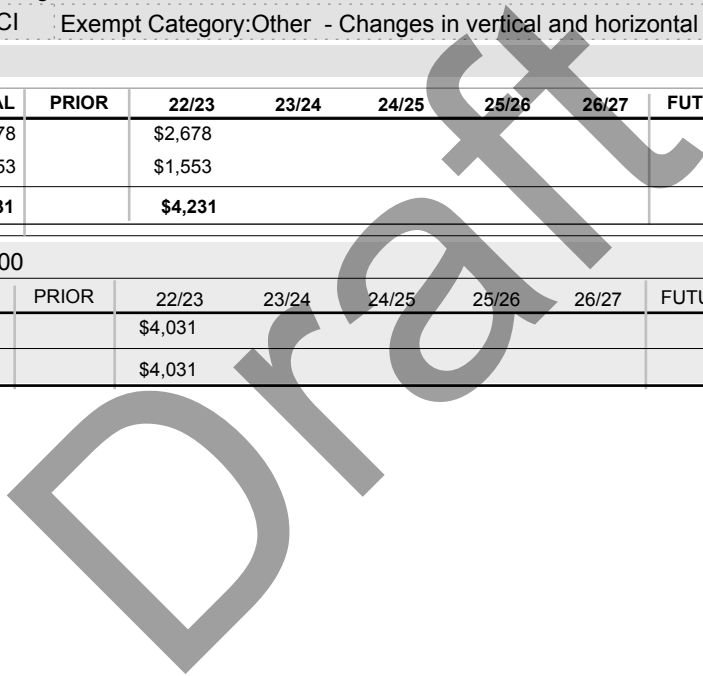 CI Exempt Category:Other - Changes in vertical and horizontal
AL PRIOR 22/23 23/24 24/25 25/26 26/27 FUT
78 $2,678
53 $1,553
31 $4,231
00
PRIOR 22/23 23/24 24/25 25/26 26/27 FUTU
$4,031
$4,031
Draft